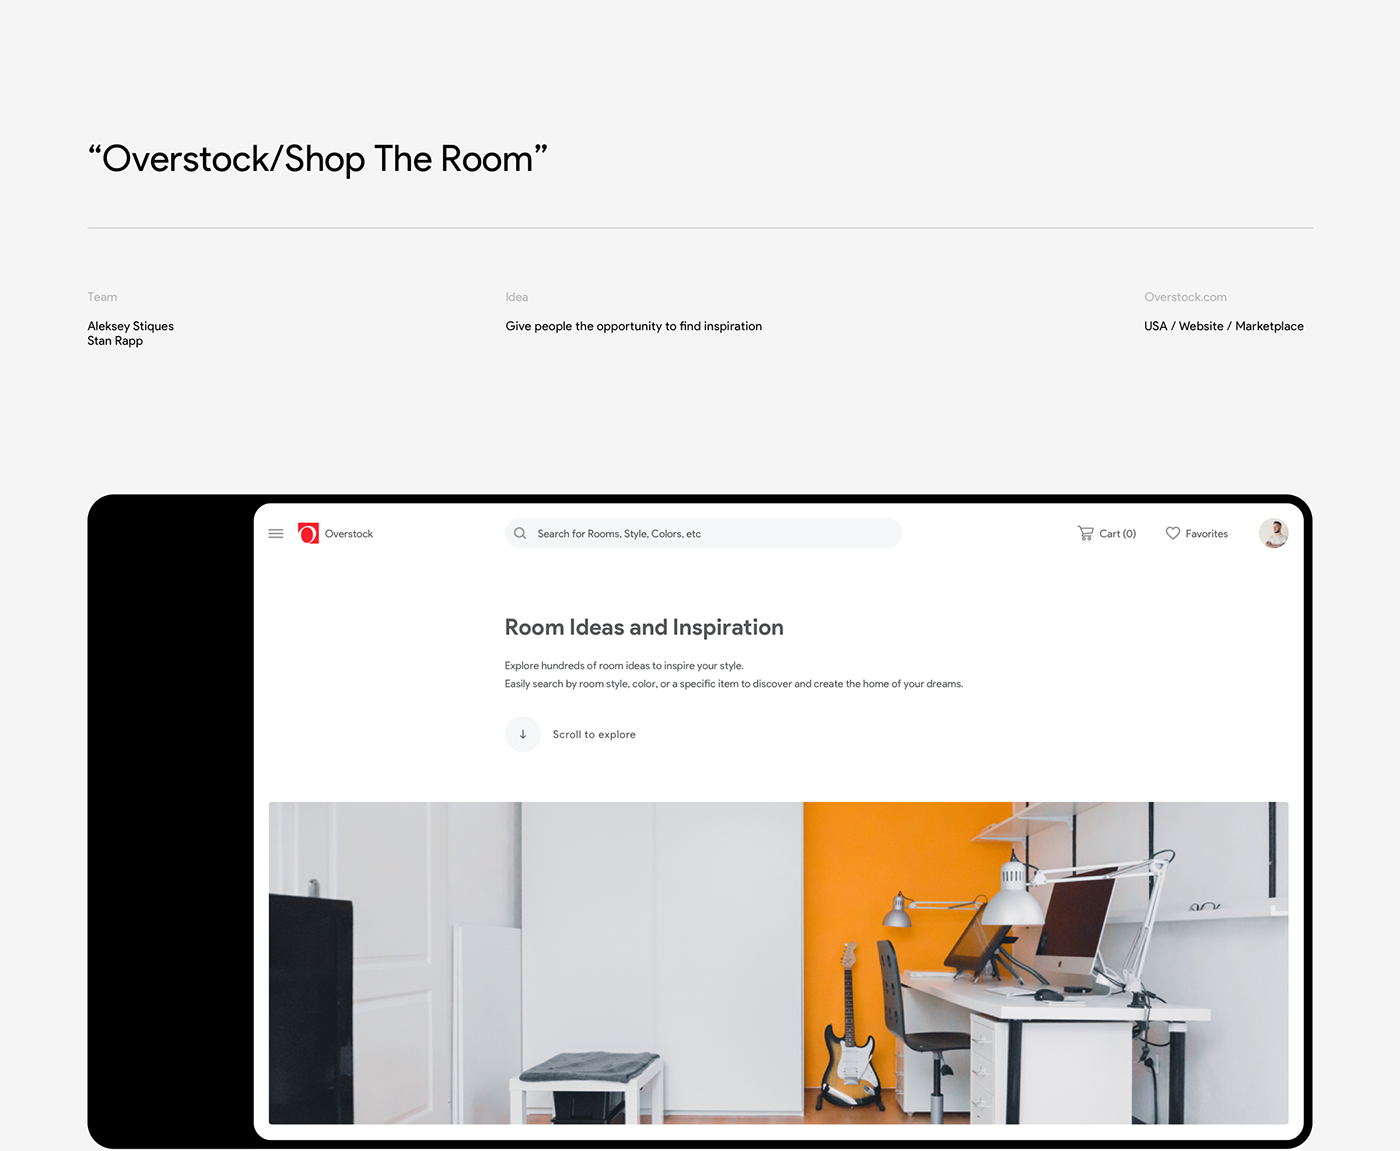 “Overstock/Shop The Room”
Team
Aleksey Stiques
Stan Rapp
Idea
Give people the opportunity to find inspiration
Overstock.com
USA / Website / Marketplace
Overstock
Search for Rooms, Style, Colors, etc
Cart (0)
Favorites
Room Ideas and Inspiration
Explore hundreds of room ideas to inspire your style.
Easily search by room style, color, or a specific item to discover and create the home of your dreams.
Scroll to explore